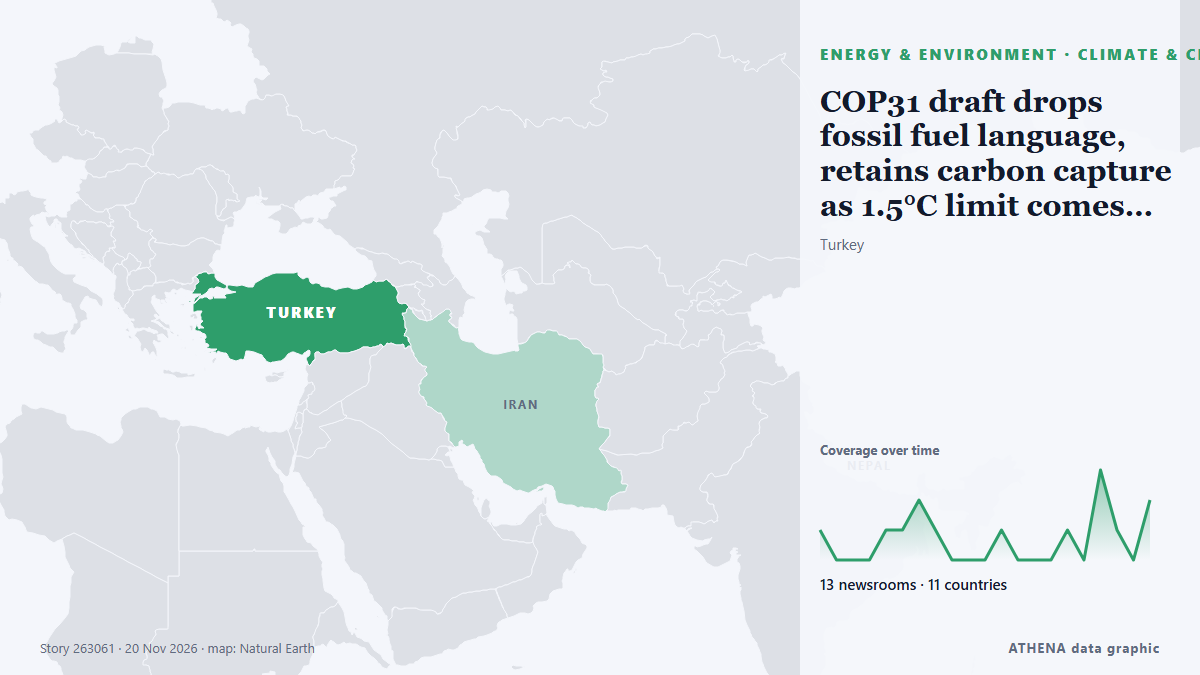 ENERGY & ENVIRONMENT · CLIMATE &
COP31 draft drops
fossil fuel language,
retains carbon capture
as 1.5°C limit comes...
Turkey
TURKEY
IRAN
Coverage over time
NEPAL
13 newsrooms · 11 countries
Story 263061 · 20 Nov 2026 · map: Natural Earth
ATHENA data graphic